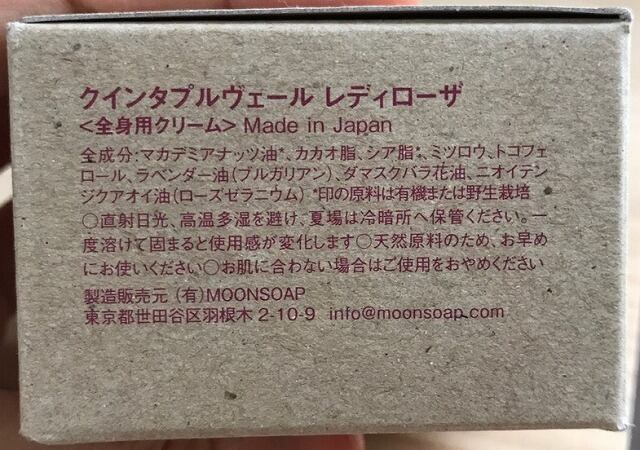 クインタプルヴェール レディローザ
<全身用クリーム> Made in Japan
全成分:マカデミアナッツ油*、カカオ脂、シア脂*、ミツロウ、トコフェ
ロール、ラベンダー油(ブルガリアン)、ダマスクバラ花油、ニオイテン
ジクアオイ油(ローズゼラニウム) *印の原料は有機または野生栽培
○直射日光、高温多湿を避け、夏場は冷暗所へ保管ください。一
度溶けて固まると使用感が変化します○天然原料のため、お早め
にお使いください○お肌に合わない場合はご使用をおやめください
製造販売元 (有)MOONSOAP
東京都世田谷区羽根木 2-10-9 info@moonsoap.com